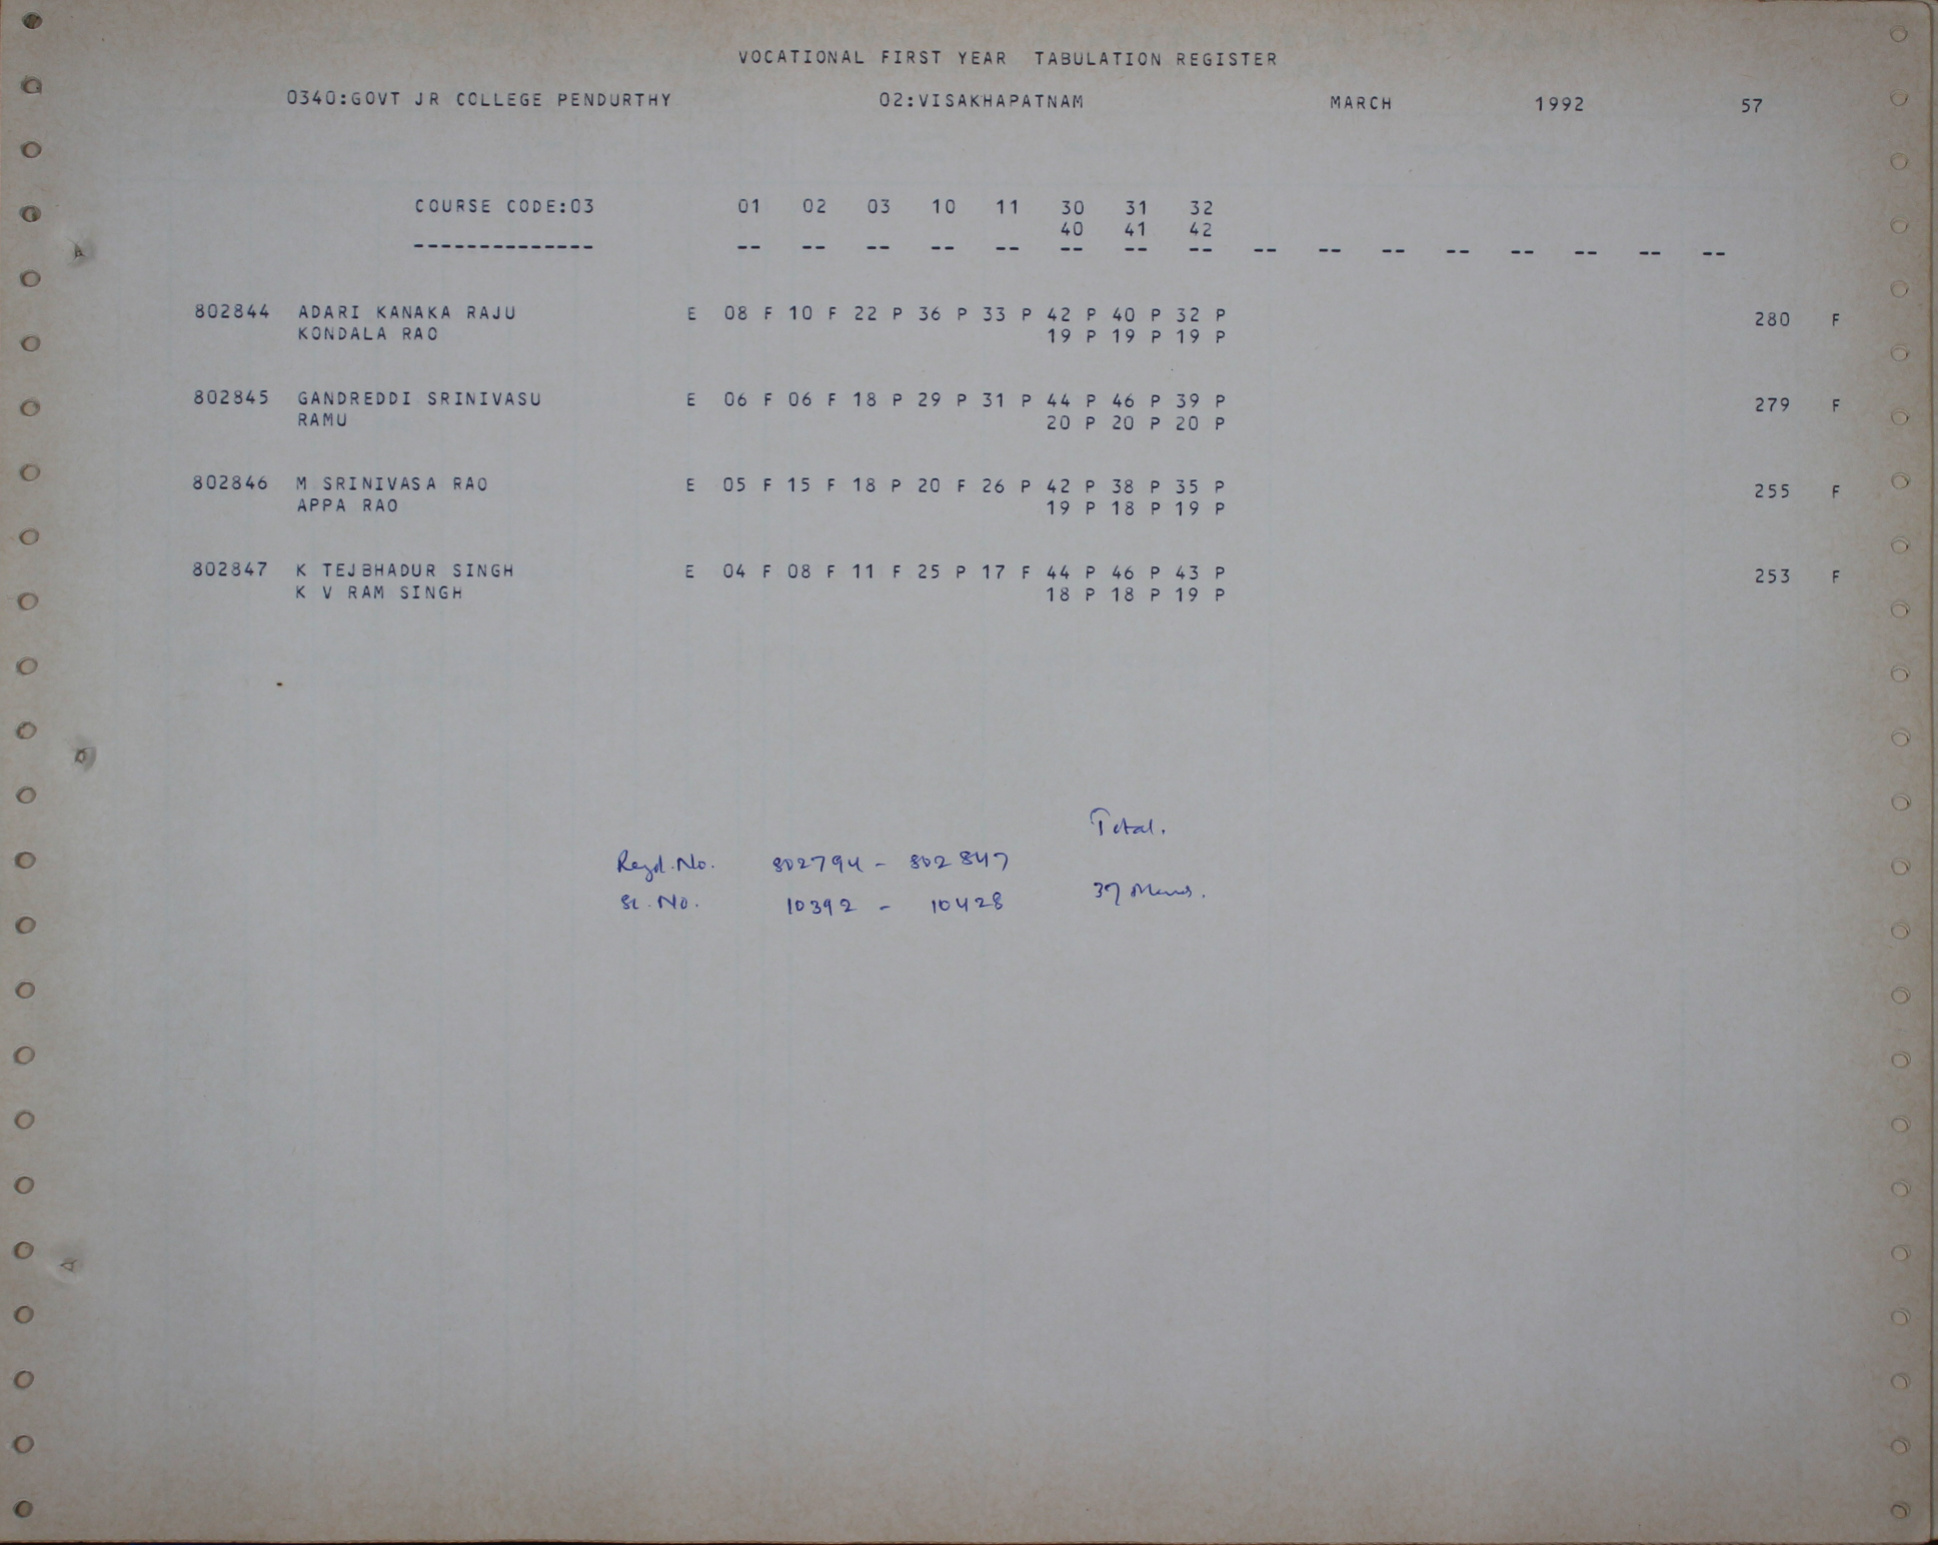 VOCATIONAL FIRST YEAR TABULATION REGISTER
0340:GOVT JR COLLEGE PENDURTHY 02:VISAKHAPATNAM MARCH 1992 57
COURSE CODE:03 01 02 03 10 11 30 31 32
40 41 42
-------------- -- -- -- -- -- -- -- -- -- -- -- -- -- -- -- --
802844 ADARI KANAKA RAJU E 08 F 10 F 22 P 36 P 33 P 42 P 40 P 32 P 280 F
KONDALA RAO 19 P 19 P 19 P
802845 GANDREDDI SRINIVASU E 06 F 06 F 18 P 29 P 31 P 44 P 46 P 39 P 279 F
RAMU 20 P 20 P 20 P
802846 M SRINIVASA RAO E 05 F 15 F 18 P 20 F 26 P 42 P 38 P 35 P 255 F
APPA RAO 19 P 18 P 19 P
802847 K TEJBHADUR SINGH E 04 F 08 F 11 F 25 P 17 F 44 P 46 P 43 P 253 F
K V RAM SINGH 18 P 18 P 19 P
Total.
Regd.No. 802794 - 802847
Sl.No. 10392 - 10428 37